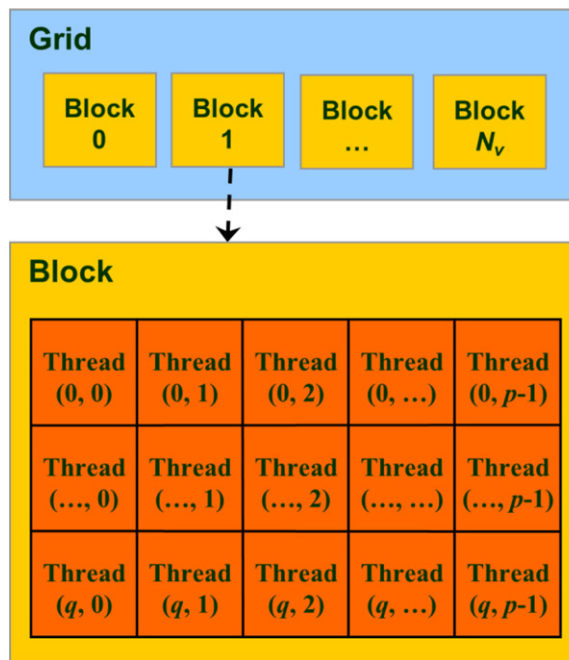 Grid
Block Block Block Block
0 1 … Nv
Block
Thread Thread Thread Thread Thread
(0, 0) (0, 1) (0, 2) (0, …) (0, p-1)
Thread Thread Thread Thread Thread
(…, 0) (…, 1) (…, 2) (…, …) (…, p-1)
Thread Thread Thread Thread Thread
(q, 0) (q, 1) (q, 2) (q, …) (q, p-1)